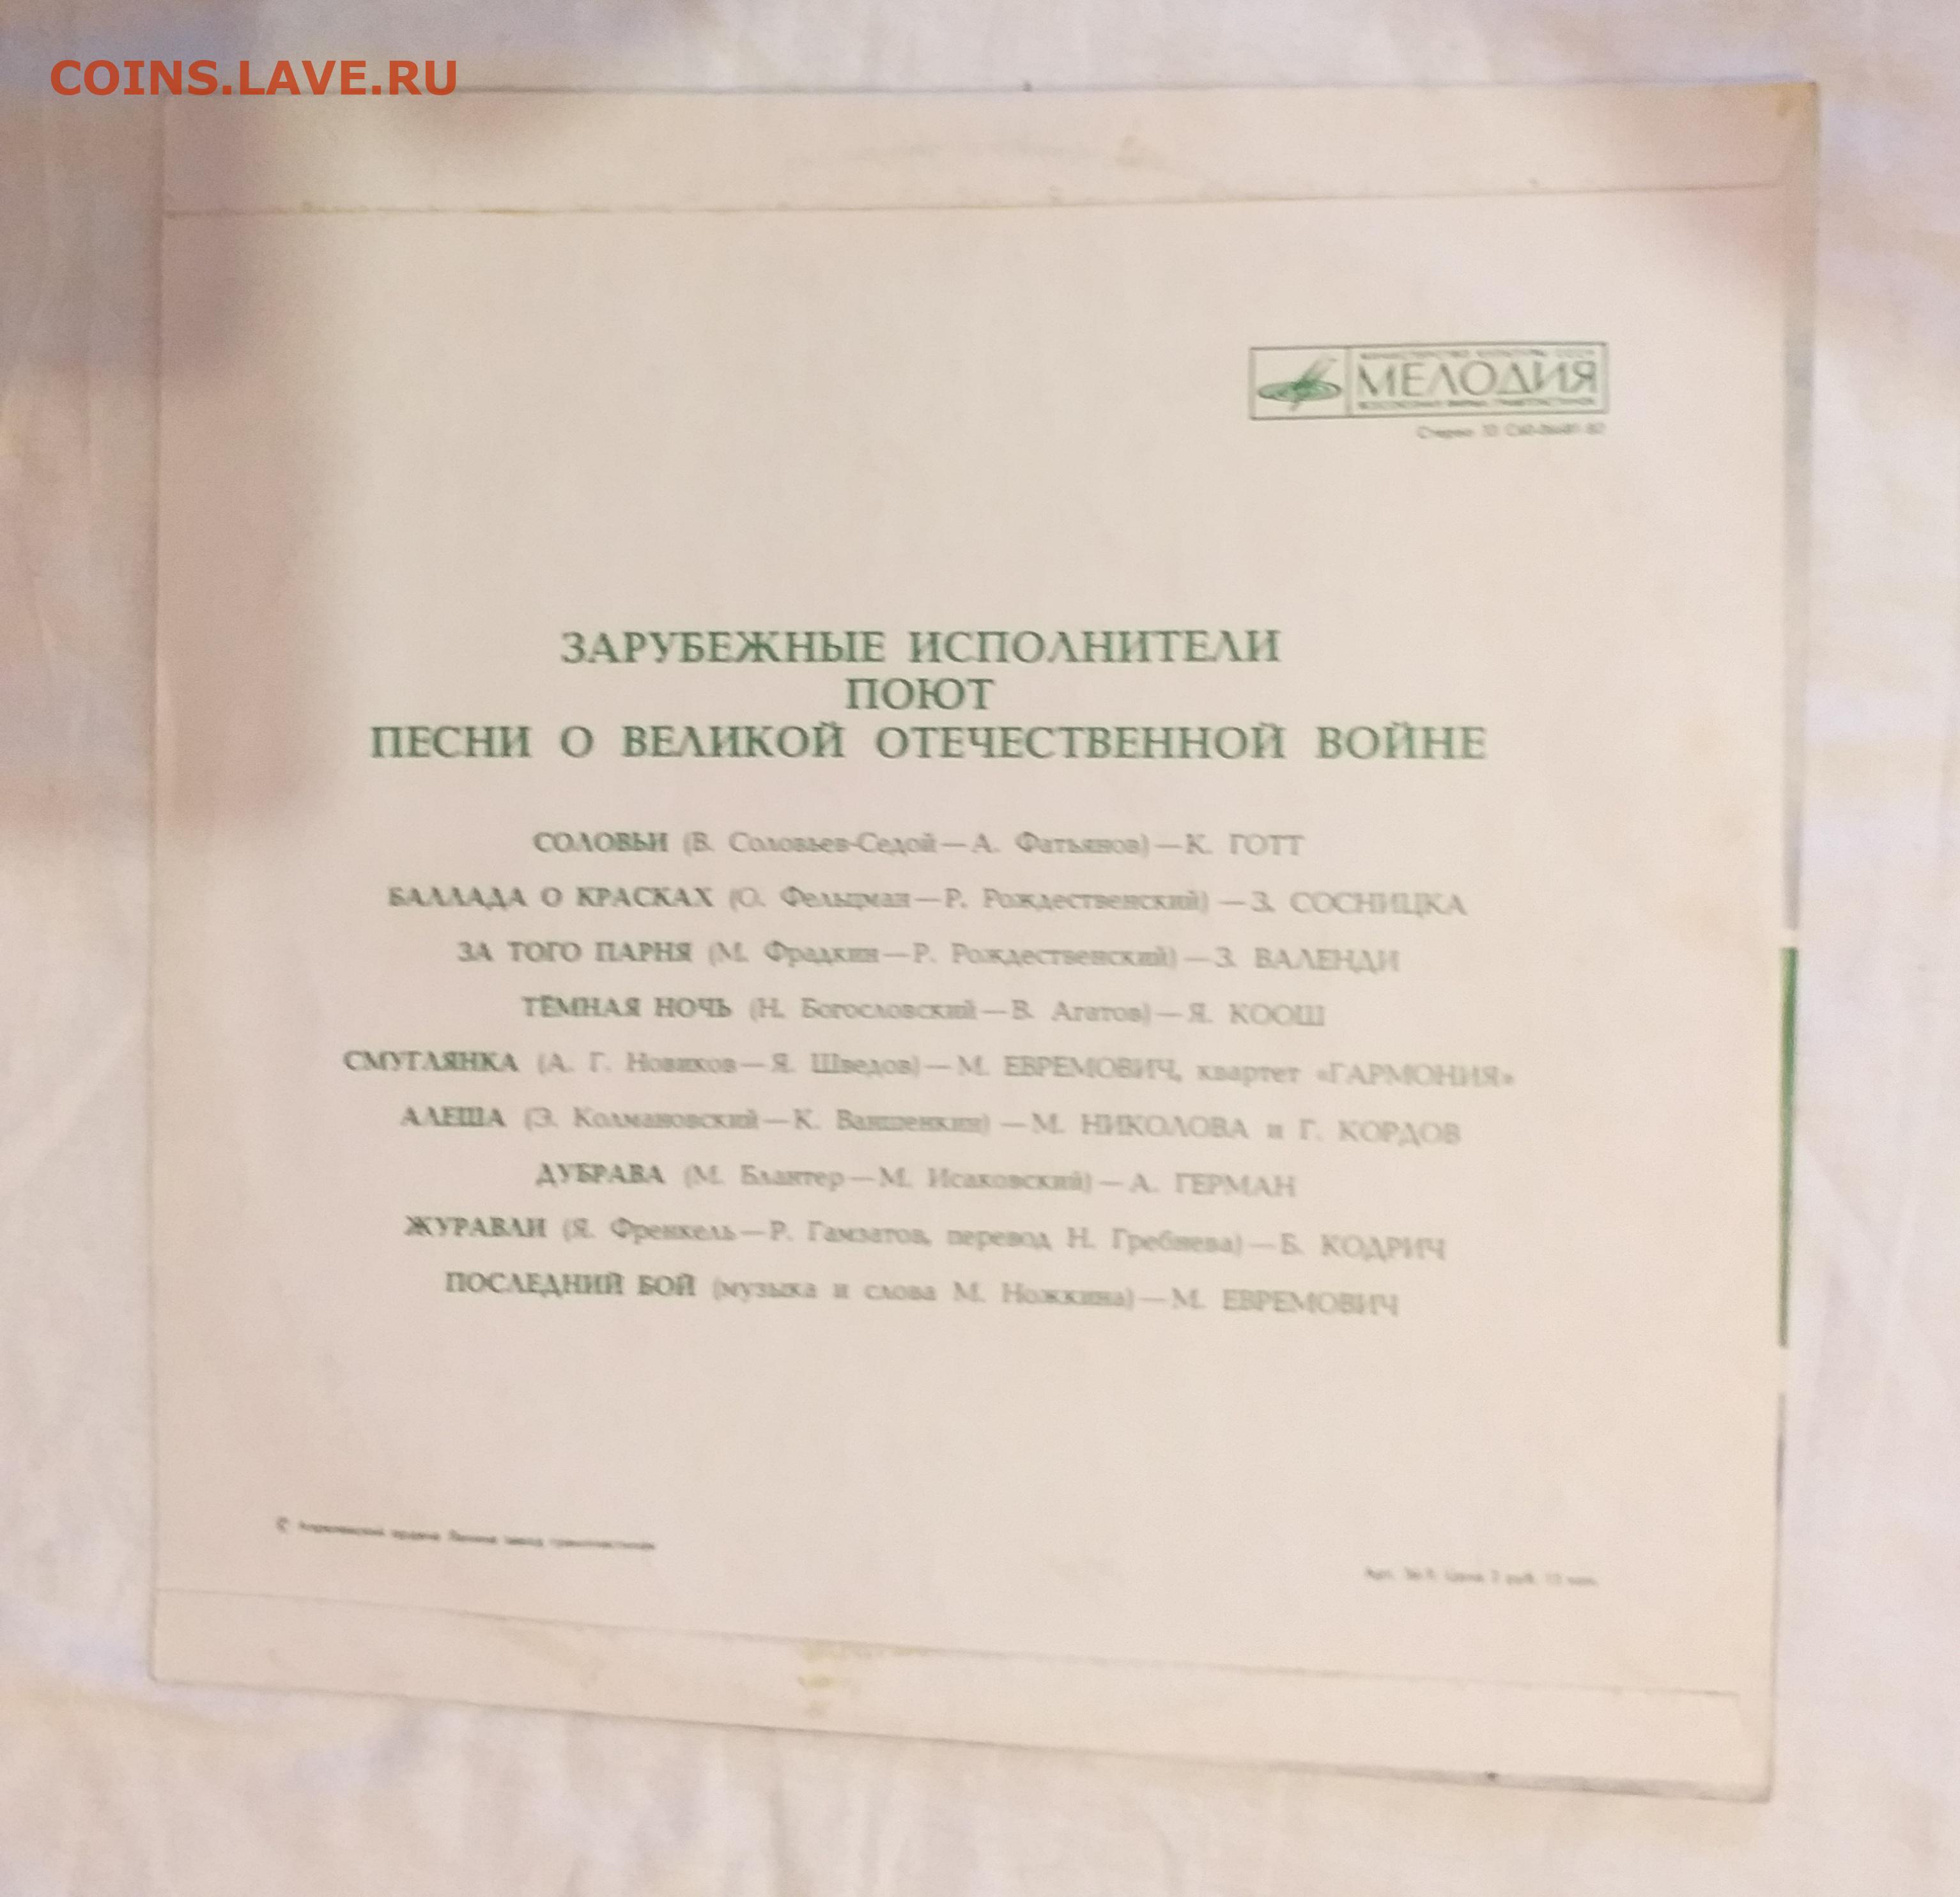 COINS.LAVE.RU
МЕЛОДИЯ
Стерео
ЗАРУБЕЖНЫЕ ИСПОЛНИТЕЛИ
ПОЮТ
ПЕСНИ О ВЕЛИКОЙ ОТЕЧЕСТВЕННОЙ ВОЙНЕ
СОЛОВЬИ (В. Соловьев-Седой—А. Фатьянов)—К. ГОТТ
БАЛЛАДА О КРАСКАХ (О. Фельцман—Р. Рождественский)—З. СОСНИЦКА
ЗА ТОГО ПАРНЯ (М. Фрадкин—Р. Рождественский)—З. ВАЛЕНДИ
ТЕМНАЯ НОЧЬ (Н. Богословский—В. Агатов)—Я. КООШ
СМУГЛЯНКА (А. Г. Новиков—Я. Шведов)—М. ЕВРЕМОВИЧ, квартет «ГАРМОНИЯ»
АЛЕША (Э. Колмановский—К. Ваншенкин)—М. НИКОЛОВА и Г. КОРДОВ
ДУБРАВА (М. Блантер—М. Исаковский)—А. ГЕРМАН
ЖУРАВЛИ (Я. Френкель—Р. Гамзатов, перевод Н. Гребнева)—Б. КОДРИЧ
ПОСЛЕДНИЙ БОЙ (музыка и слова М. Ножкина)—М. ЕВРЕМОВИЧ